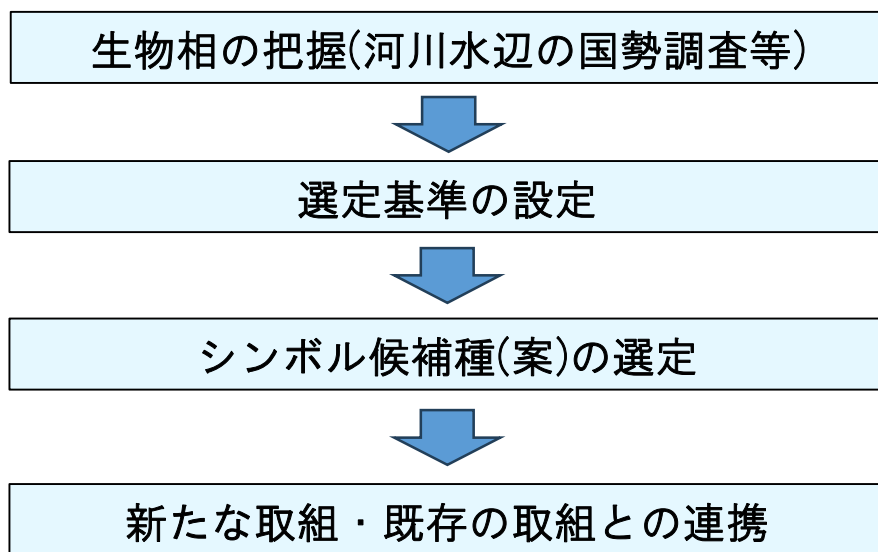 生物相の把握(河川水辺の国勢調査等)
選定基準の設定
シンボル候補種(案)の選定
新たな取組・既存の取組との連携